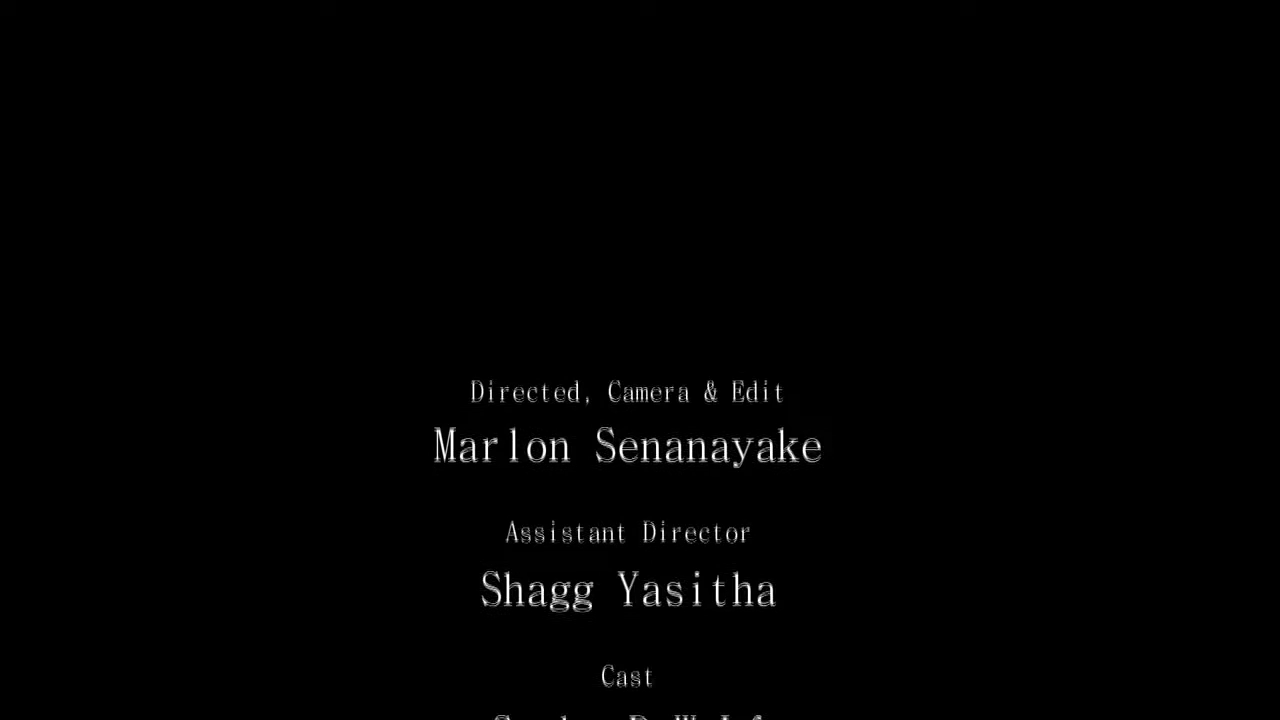 Directed, Camera & Edit
Marlon Senanayake
Assistant Director
Shagg Yasitha
Cast